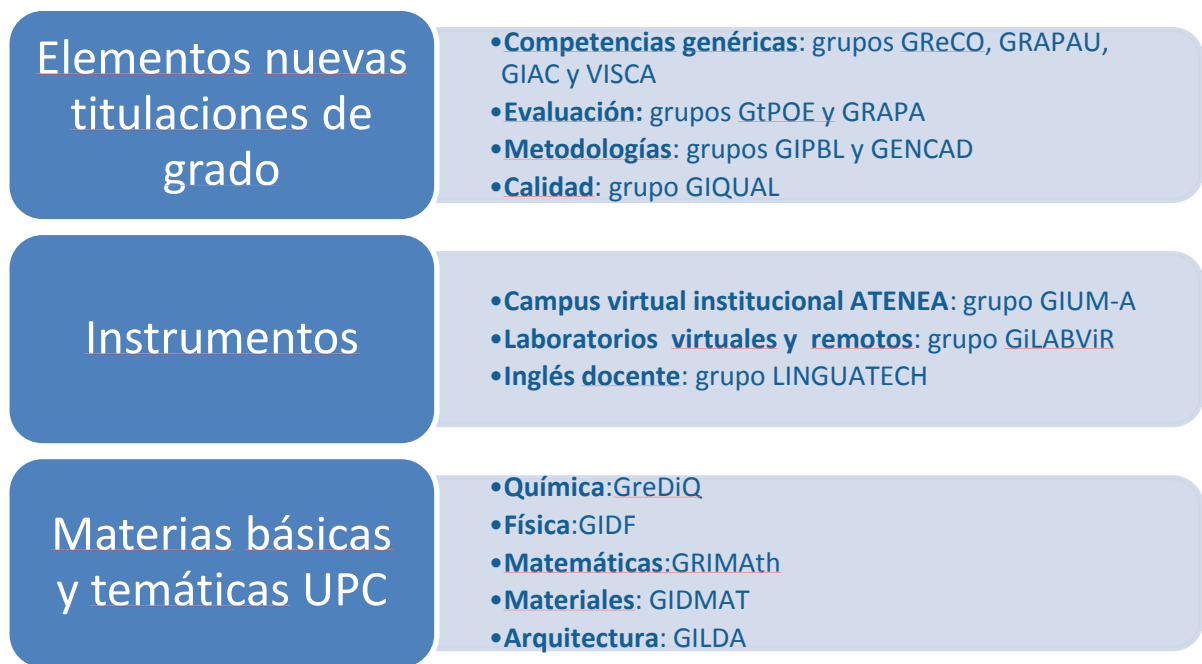 Elementos nuevas
titulaciones de
grado
•Competencias genéricas: grupos GReCO, GRAPAU,
GIAC y VISCA
•Evaluación: grupos GtPOE y GRAPA
•Metodologías: grupos GIPBL y GENCAD
•Calidad: grupo GIQUAL
Instrumentos
•Campus virtual institucional ATENEA: grupo GIUM-A
•Laboratorios virtuales y remotos: grupo GiLABViR
•Inglés docente: grupo LINGUATECH
Materias básicas
y temáticas UPC
•Química:GreDiQ
•Física:GIDF
•Matemáticas:GRIMAth
•Materiales: GIDMAT
•Arquitectura: GILDA